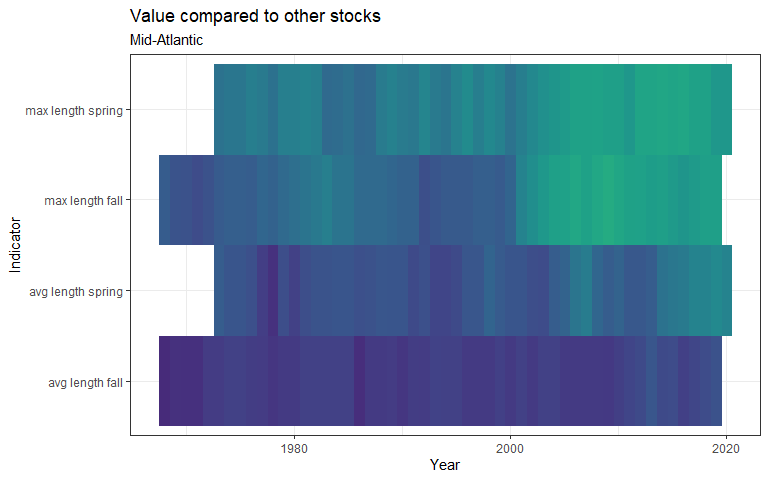 Value compared to other stocks
Mid-Atlantic
max length spring
max length fall
avg length spring
avg length fall
Indicator
1980
2000
2020
Year